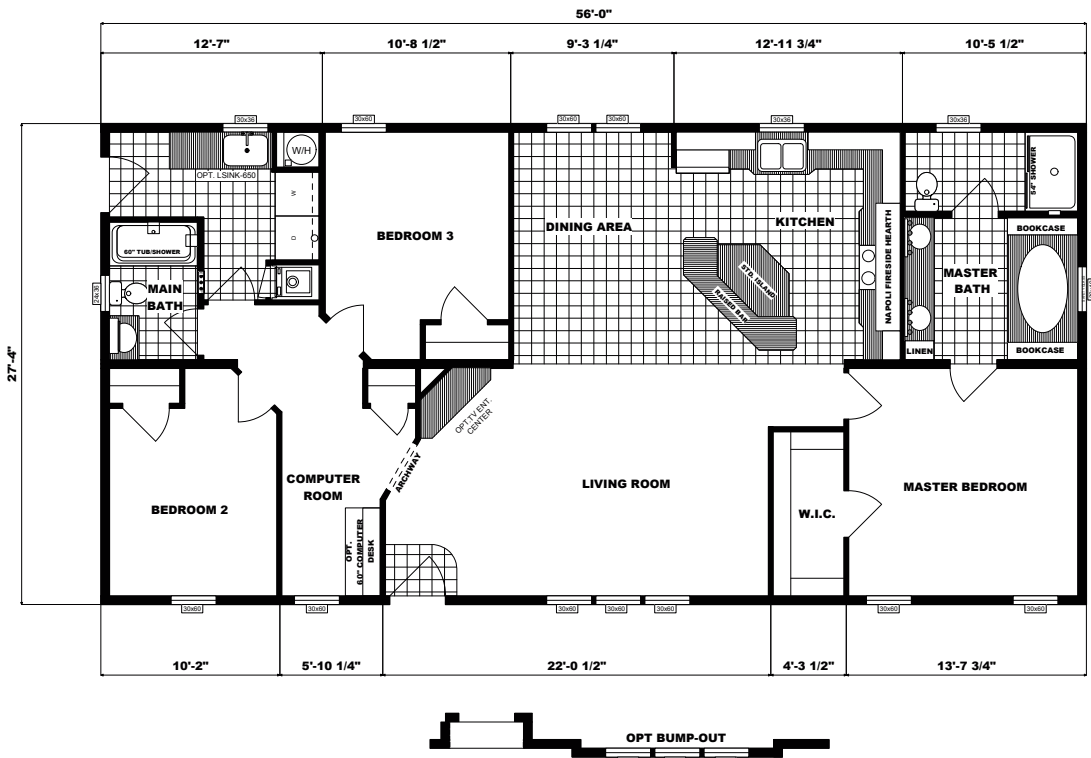 56'-0"
12'-7"
10'-8 1/2"
9'-3 1/4"
12'-11 3/4"
10'-5 1/2"
30x36
30x60
30x60
30x60
30x36
30x36
W/H
OPT. LSINK-650
W
D
60" TUB/SHOWER
MAIN
BATH
24x36
BEDROOM 3
DINING AREA
KITCHEN
STD. ISLAND
RAISED BAR
NAPOLI FIRESIDE HEARTH
54" SHOWER
BOOKCASE
MASTER
BATH
LINEN
BOOKCASE
27'-4"
OPT.TV ENT.
CENTER
ARCHWAY
COMPUTER
ROOM
BEDROOM 2
OPT.
60" COMPUTER
DESK
LIVING ROOM
W.I.C.
MASTER BEDROOM
30x60
30x60
30x60
30x60
30x60
30x60
30x60
10'-2"
5'-10 1/4"
22'-0 1/2"
4'-3 1/2"
13'-7 3/4"
OPT BUMP-OUT